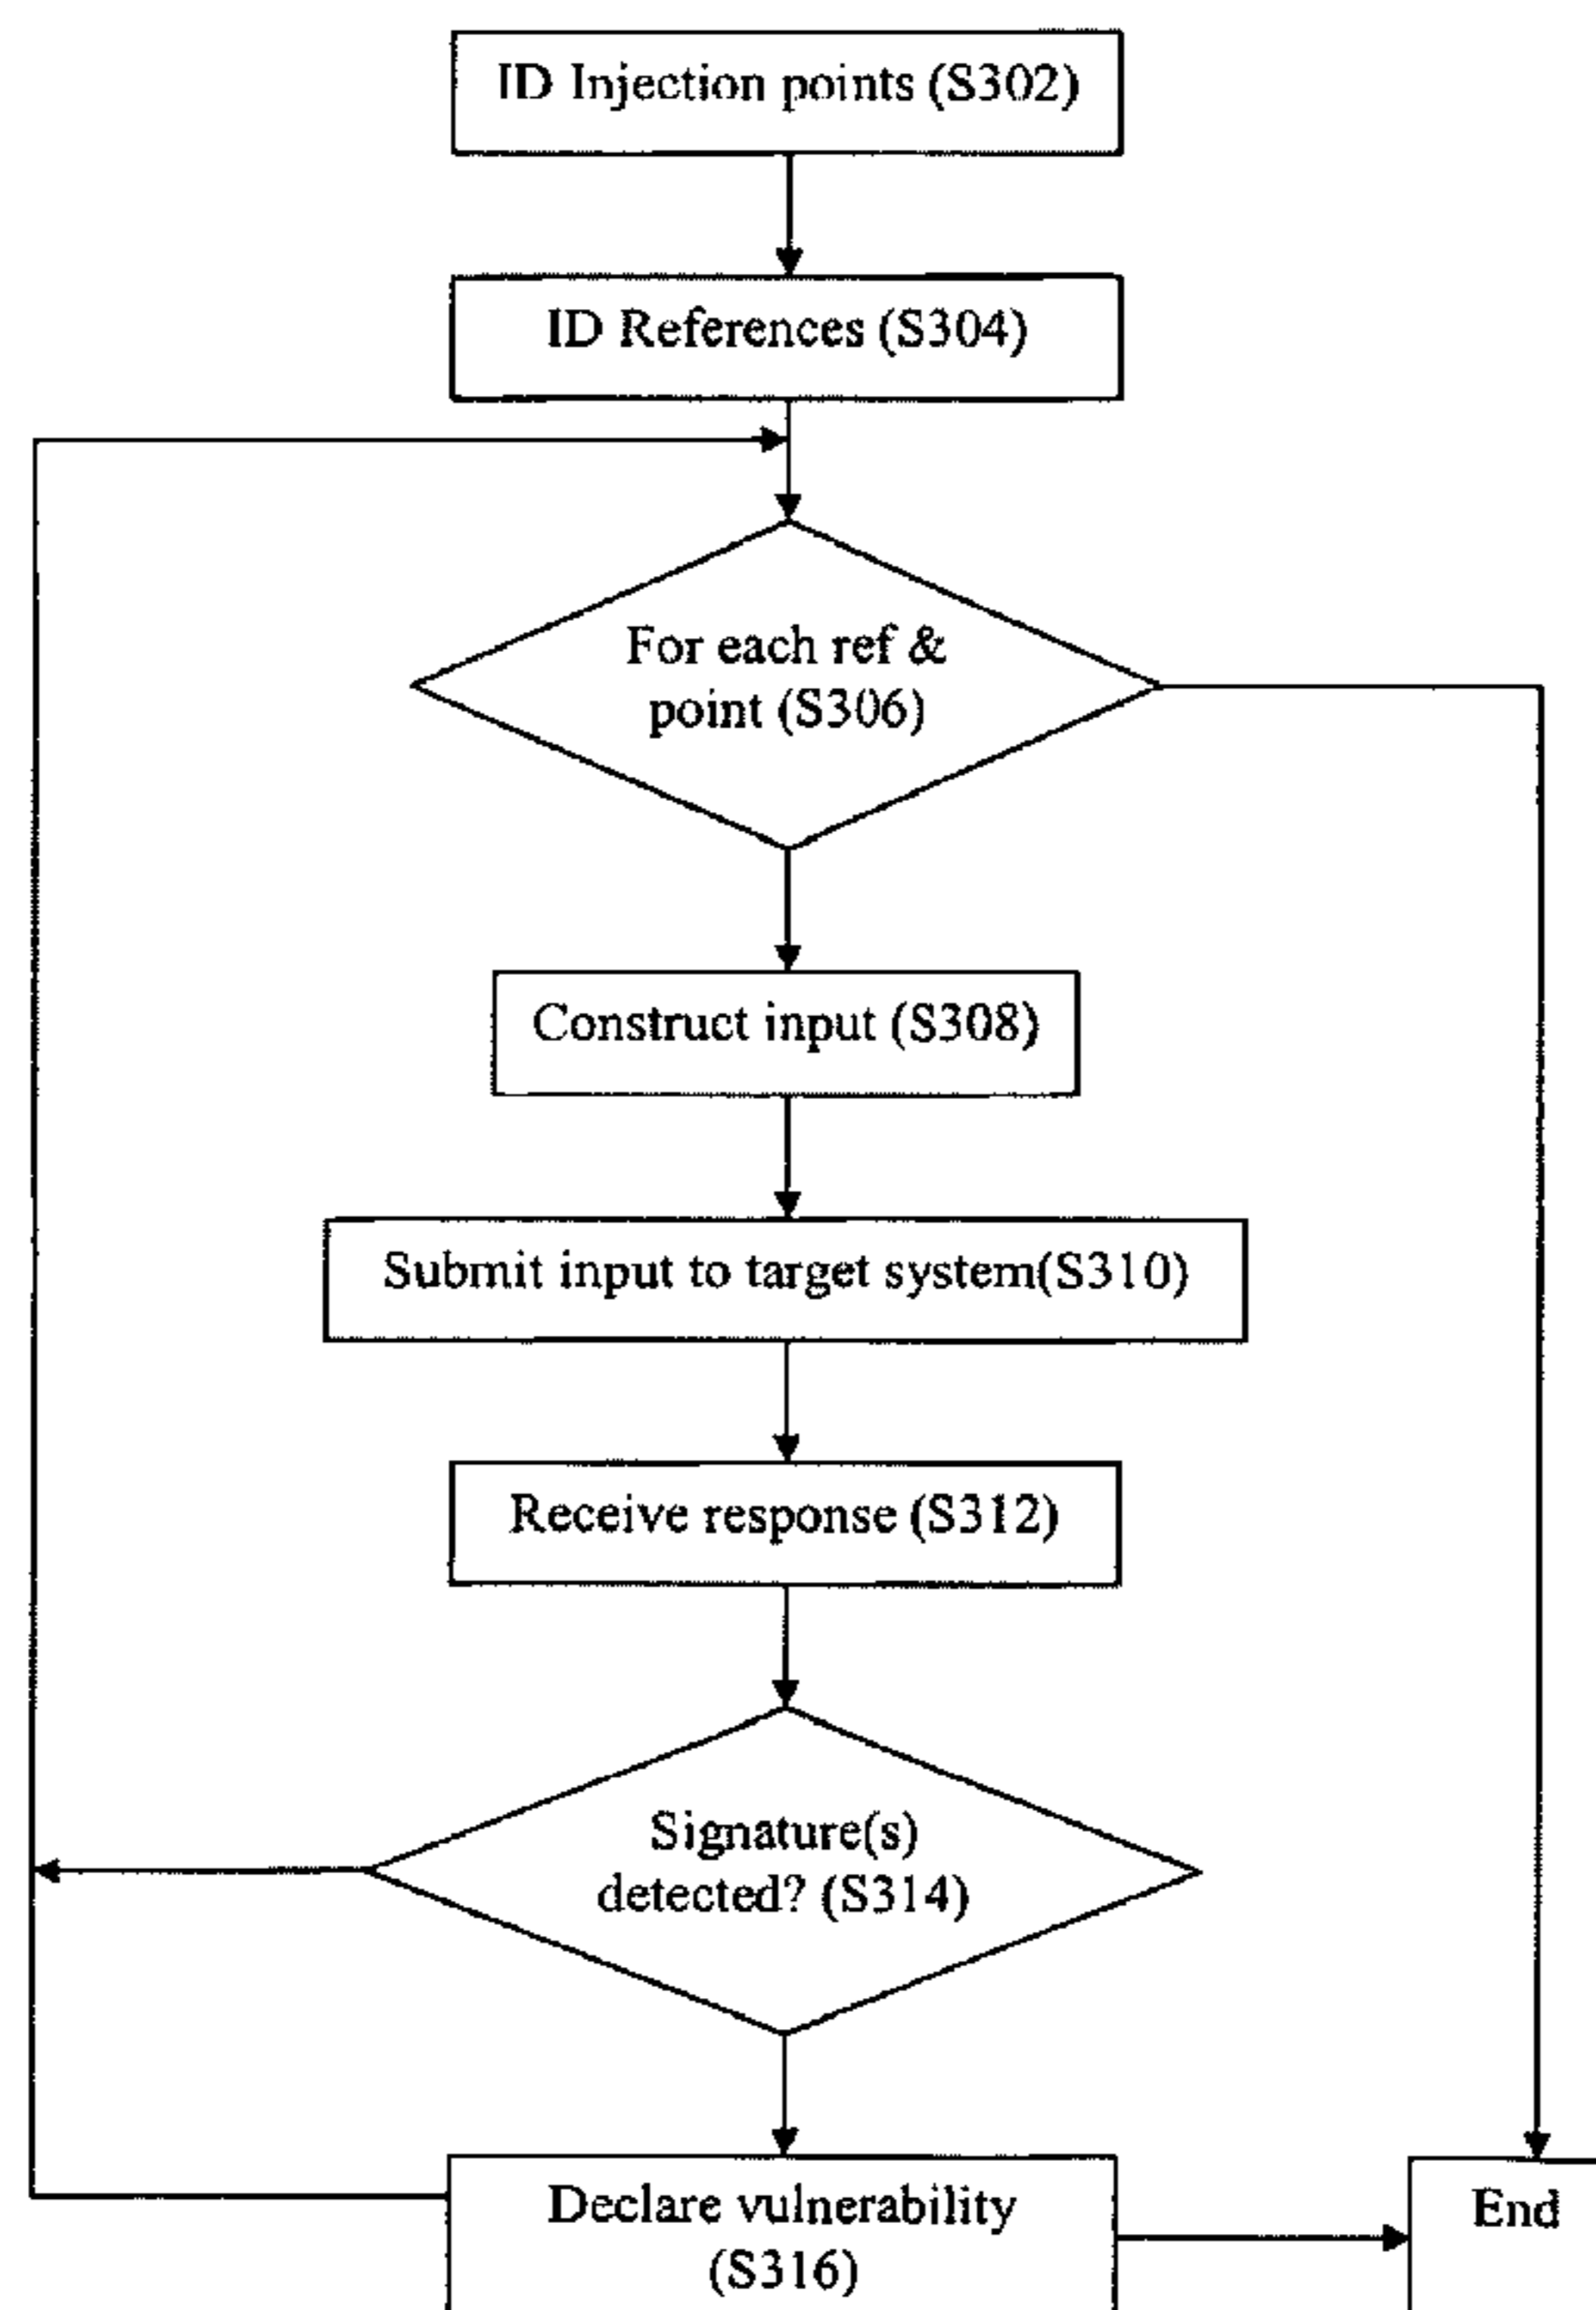 ID Injection points (S302)
ID References (S304)
For each ref &
point (S306)
Construct input (S308)
Submit input to target system(S310)
Receive response (S312)
Signature(s)
detected? (S314)
Declare vulnerability
(S316)
End